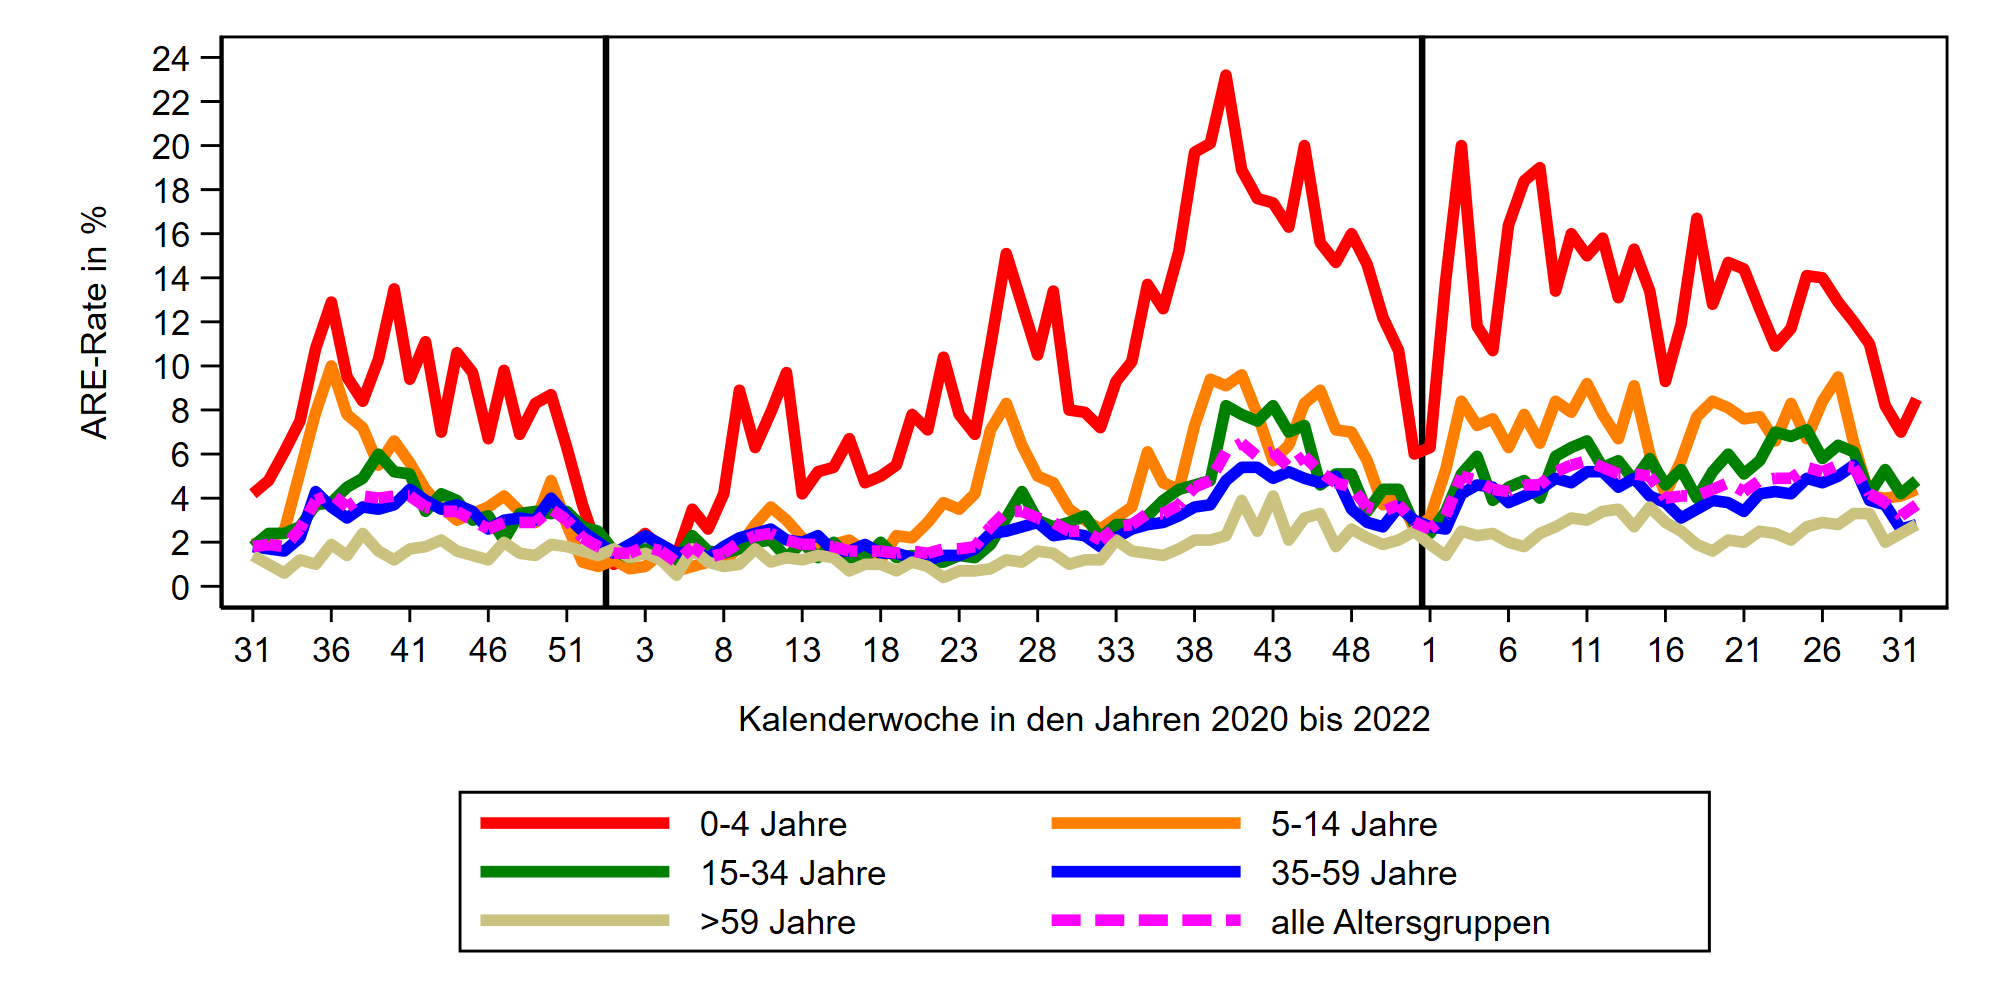 24
22
20
18
16
14
12
10
8
6
4
2
0
ARE-Rate in %
31 36 41 46 51 3 8 13 18 23 28 33 38 43 48 1 6 11 16 21 26 31
Kalenderwoche in den Jahren 2020 bis 2022
0-4 Jahre 5-14 Jahre
15-34 Jahre 35-59 Jahre
>59 Jahre alle Altersgruppen